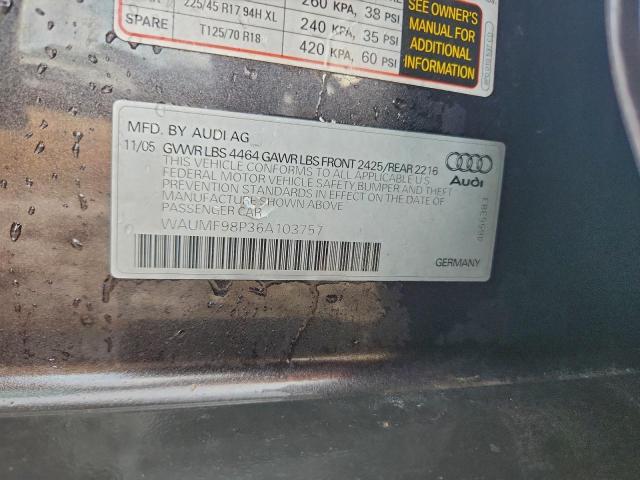 225/45 R17 94H XL 260 KPA, 38 PSI
SPARE T125/70 R18 240 KPA, 35 PSI
420 KPA, 60 PSI
SEE OWNER'S
MANUAL FOR
ADDITIONAL
INFORMATION
MFD. BY AUDI AG
11/05 GVWR LBS 4464 GAWR LBS FRONT 2425/REAR 2216
THIS VEHICLE CONFORMS TO ALL APPLICABLE U.S
FEDERAL MOTOR VEHICLE SAFETY BUMPER AND THEFT
PREVENTION STANDARDS IN EFFECT ON THE DATE OF
MANUFACTURE SHOWN ABOVE
PASSENGER CAR
WAUMF98P36A103757
Audi
4655383
GERMANY